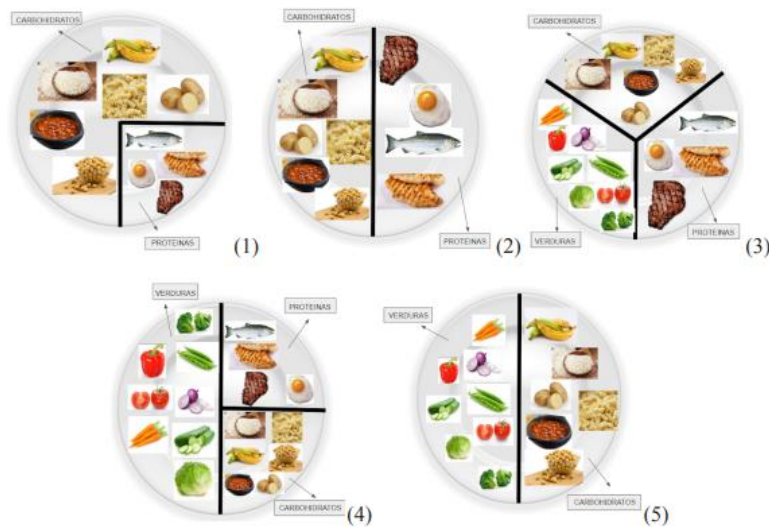 CARBOHIDRATOS
PROTEINAS
(1)
CARBOHIDRATOS
PROTEINAS
(2)
CARBOHIDRATOS
VERDURAS
PROTEINAS
(3)
VERDURAS
PROTEINAS
CARBOHIDRATOS
(4)
VERDURAS
CARBOHIDRATOS
(5)